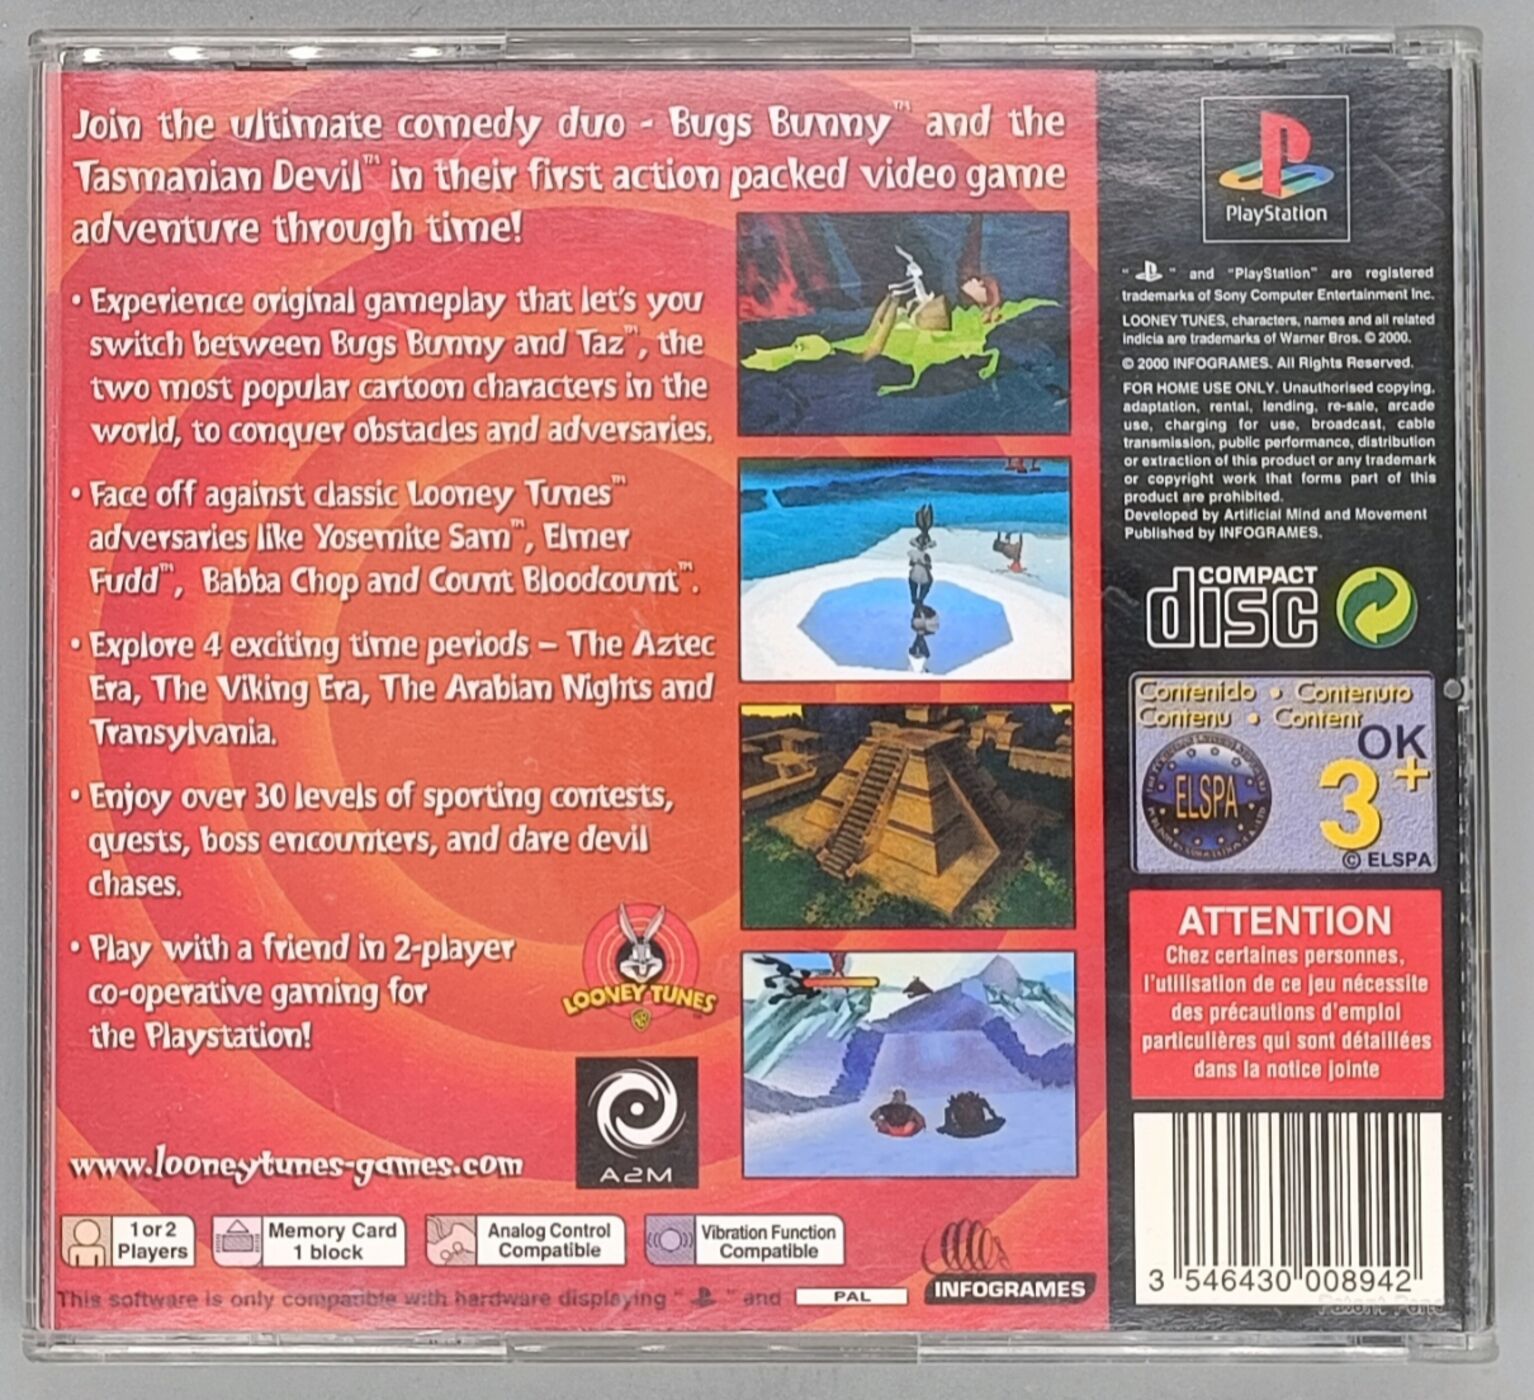 Join the ultimate comedy duo - Bugs Bunny™ and the
Tasmanian Devil™ in their first action packed video game
adventure through time!
• Experience original gameplay that let's you
switch between Bugs Bunny and Taz™, the
two most popular cartoon characters in the
world, to conquer obstacles and adversaries.
• Face off against classic Looney Tunes™
adversaries like Yosemite Sam™, Elmer
Fudd™, Babba Chop and Count Bloodcount™.
• Explore 4 exciting time periods – The Aztec
Era, The Viking Era, The Arabian Nights and
Transylvania.
• Enjoy over 30 levels of sporting contests,
quests, boss encounters, and dare devil
chases.
• Play with a friend in 2-player
co-operative gaming for
the Playstation!
LOONEY TUNES
www.looneytunes-games.com
A2M
1 or 2
Players
Memory Card
1 block
Analog Control
Compatible
Vibration Function
Compatible
INFOGRAMES
This software is only compatible with hardware displaying " " and PAL
PlayStation
" " and "PlayStation" are registered
trademarks of Sony Computer Entertainment Inc.
LOONEY TUNES, characters, names and all related
indicia are trademarks of Warner Bros. © 2000.
© 2000 INFOGRAMES. All Rights Reserved.
FOR HOME USE ONLY. Unauthorised copying,
adaptation, rental, lending, re-sale, arcade
use, charging for use, broadcast, cable
transmission, public performance, distribution
or extraction of this product or any trademark
or copyright work that forms part of this
product are prohibited.
Developed by Artificial Mind and Movement
Published by INFOGRAMES.
COMPACT
disc
Contenido • Contenuto
Contenu • Content
OK
3+
ELSPA
© ELSPA
ATTENTION
Chez certaines personnes,
l'utilisation de ce jeu nécessite
des précautions d'emploi
particulières qui sont détaillées
dans la notice jointe
3 546430 008942